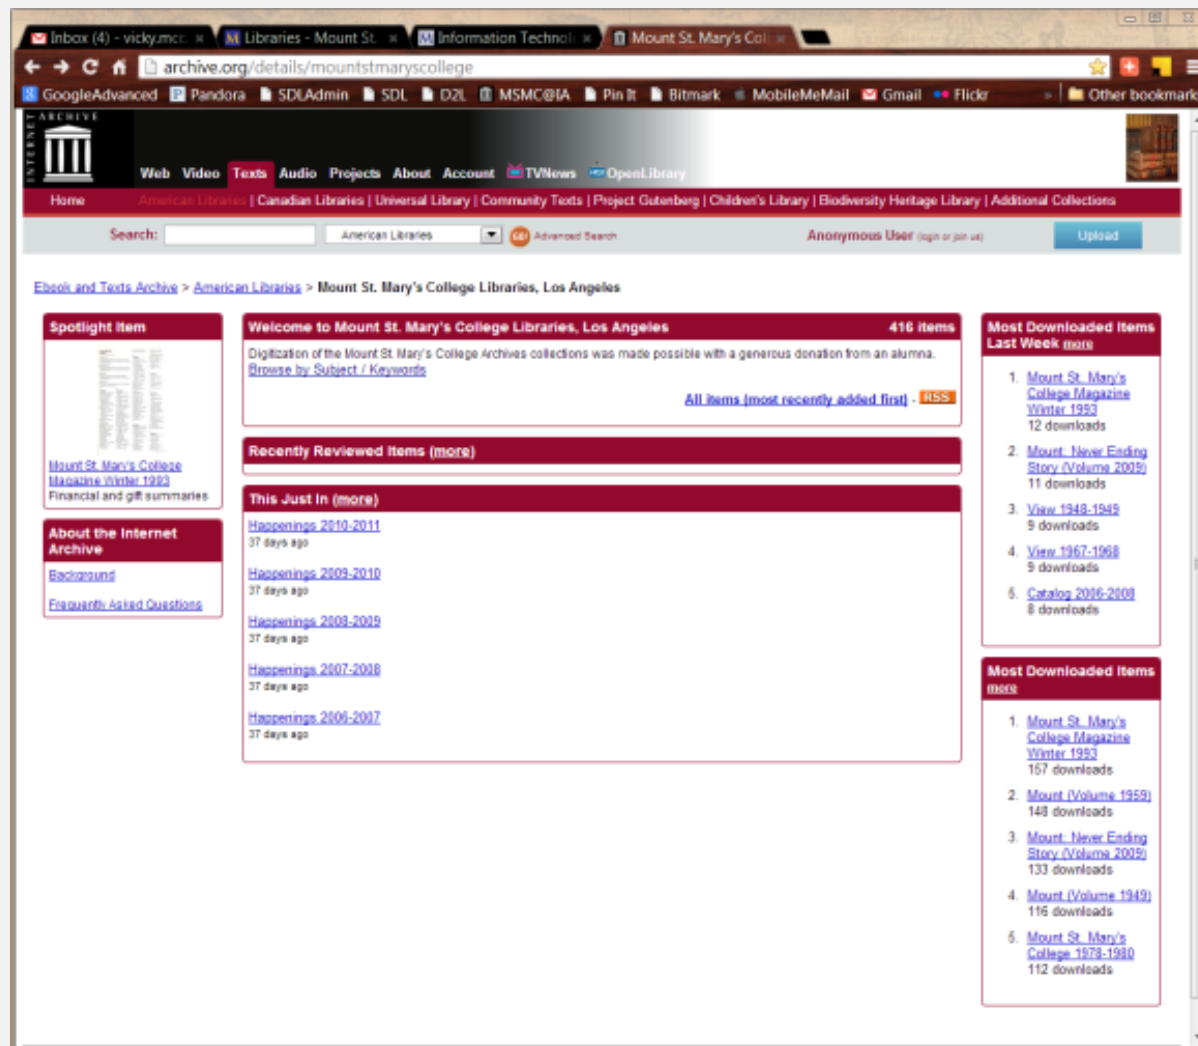 Inbox (4) - vicky.mcc
Libraries - Mount St.
Information Technol
Mount St. Mary's Col
archive.org/details/mountstmaryscollege
GoogleAdvanced Pandora SDLAdmin SDL D2L MSMC@IA Pin It Bitmark MobileMeMail Gmail Flickr » Other bookmark
INTERNET ARCHIVE
Web Video Texts Audio Projects About Account TVNews OpenLibrary
Home American Libraries | Canadian Libraries | Universal Library | Community Texts | Project Gutenberg | Children's Library | Biodiversity Heritage Library | Additional Collections
Search: American Libraries GO! Advanced Search Anonymous User (login or join us) Upload
Ebook and Texts Archive > American Libraries > Mount St. Mary's College Libraries, Los Angeles
Spotlight Item
Mount St. Mary's College
Magazine Winter 1993
Financial and gift summaries
About the Internet
Archive
Background
Frequently Asked Questions
Welcome to Mount St. Mary's College Libraries, Los Angeles 416 items
Digitization of the Mount St. Mary's College Archives collections was made possible with a generous donation from an alumna.
Browse by Subject / Keywords
All items (most recently added first) - RSS
Recently Reviewed Items (more)
This Just In (more)
Happenings 2010-2011
37 days ago
Happenings 2009-2010
37 days ago
Happenings 2008-2009
37 days ago
Happenings 2007-2008
37 days ago
Happenings 2006-2007
37 days ago
Most Downloaded Items
Last Week more
1. Mount St. Mary's
College Magazine
Winter 1993
12 downloads
2. Mount: Never Ending
Story (Volume 2009)
11 downloads
3. View 1948-1949
9 downloads
4. View 1967-1968
9 downloads
5. Catalog 2006-2008
8 downloads
Most Downloaded Items
more
1. Mount St. Mary's
College Magazine
Winter 1993
157 downloads
2. Mount (Volume 1959)
148 downloads
3. Mount: Never Ending
Story (Volume 2009)
133 downloads
4. Mount (Volume 1949)
116 downloads
5. Mount St. Mary's
College 1978-1980
112 downloads